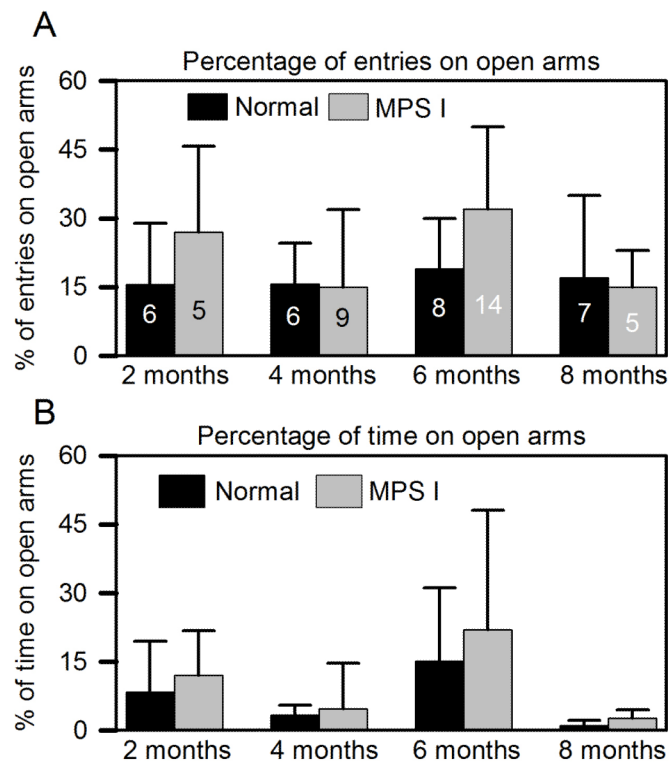 A
Percentage of entries on open arms
% of entries on open arms
60
45
30
15
0
Normal
MPS I
6
5
6
9
8
14
7
5
2 months
4 months
6 months
8 months
B
Percentage of time on open arms
% of time on open arms
60
45
30
15
0
Normal
MPS I
2 months
4 months
6 months
8 months